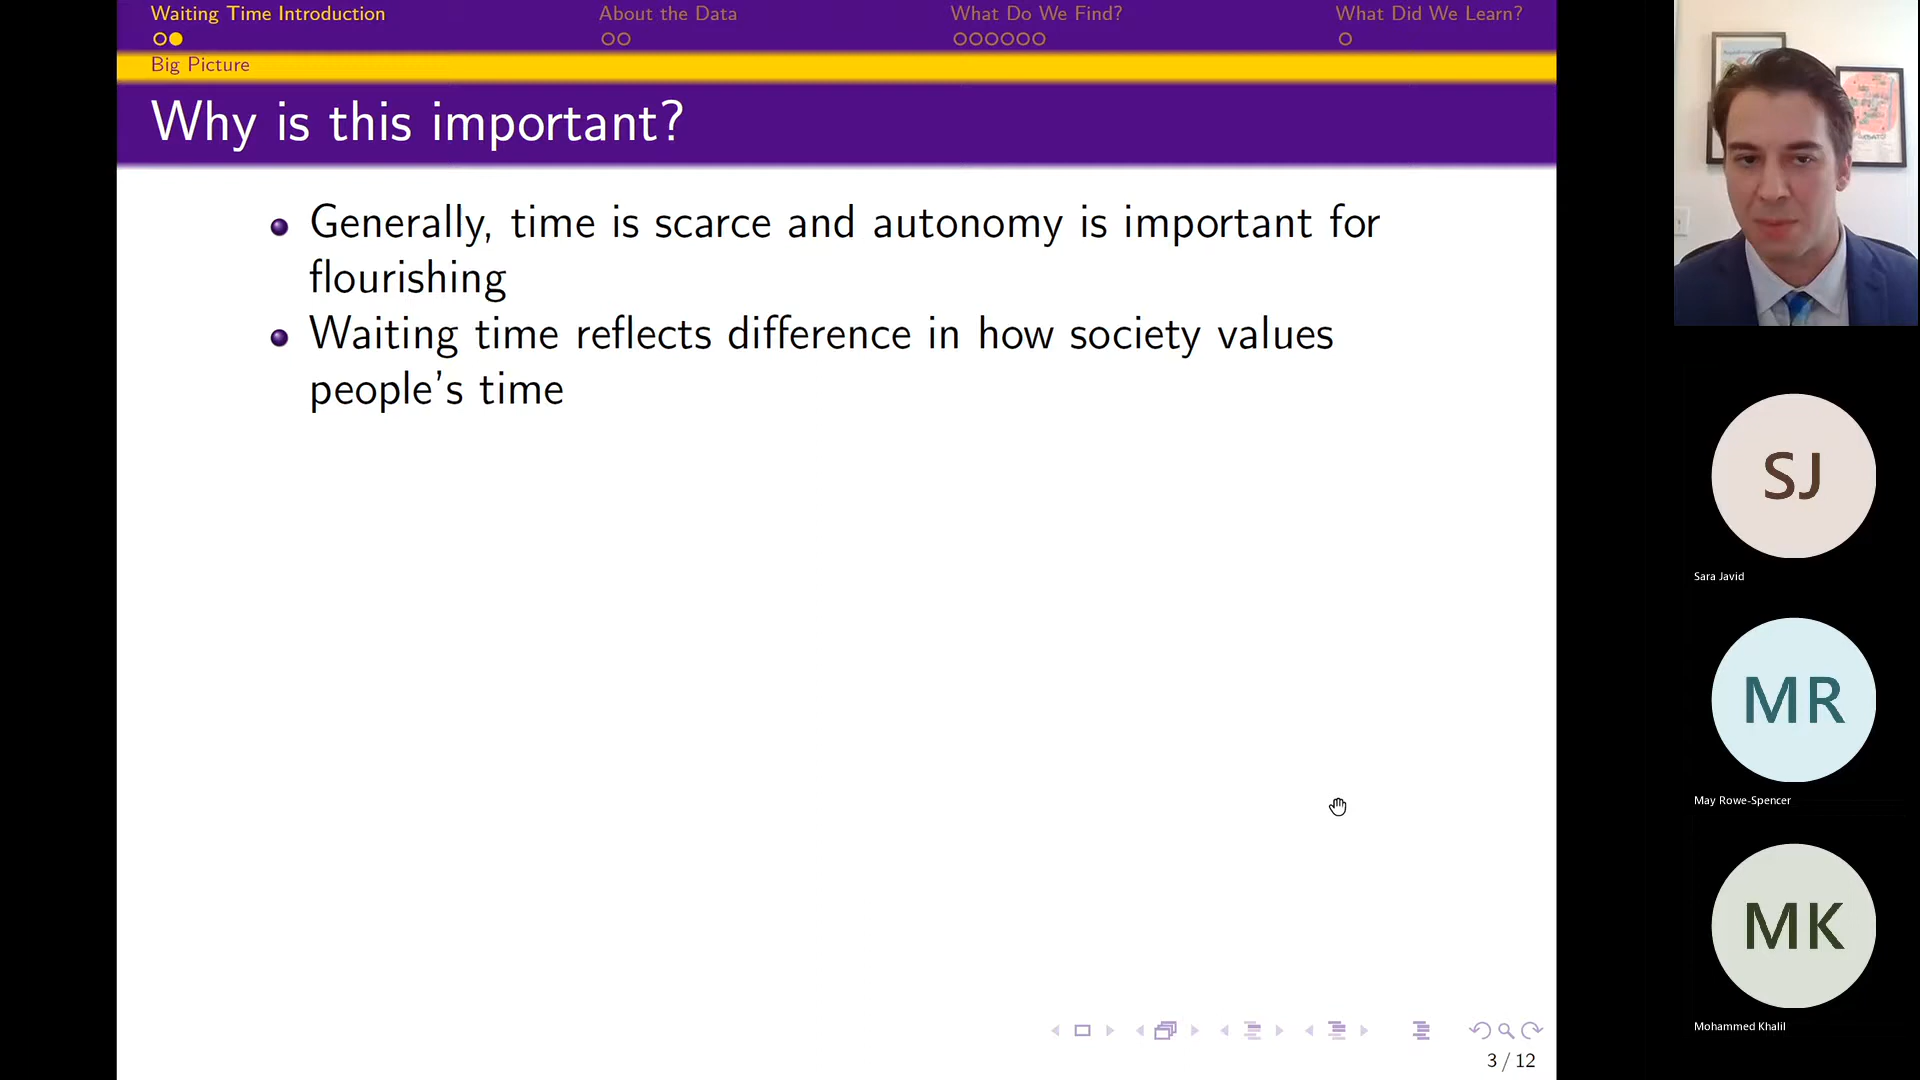 Waiting Time Introduction
About the Data
What Do We Find?
What Did We Learn?
Big Picture
Why is this important?
Generally, time is scarce and autonomy is important for
flourishing
Waiting time reflects difference in how society values
people's time
3 / 12
SJ
Sara Javid
MR
May Rowe-Spencer
MK
Mohammed Khalil